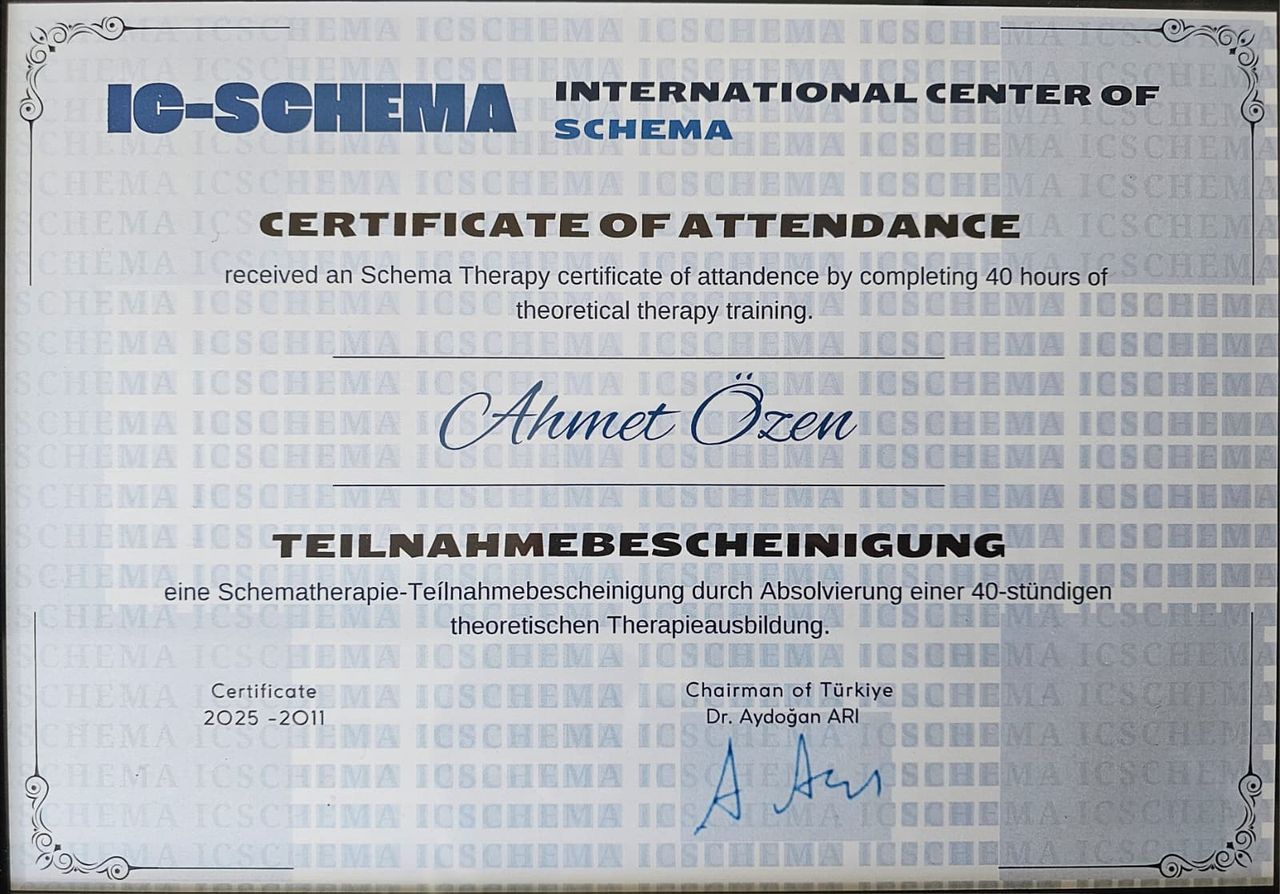 IC-SCHEMA
INTERNATIONAL CENTER OF
SCHEMA
CERTIFICATE OF ATTENDANCE
received an Schema Therapy certificate of attandence by completing 40 hours of
theoretical therapy training.
Ahmet Özen
TEILNAHMEBESCHEINIGUNG
eine Schematherapie-Teílnahmebescheinigung durch Absolvierung einer 40-stündigen
theoretischen Therapieausbildung.
Certificate
2025 -2011
Chairman of Türkiye
Dr. Aydoğan ARI